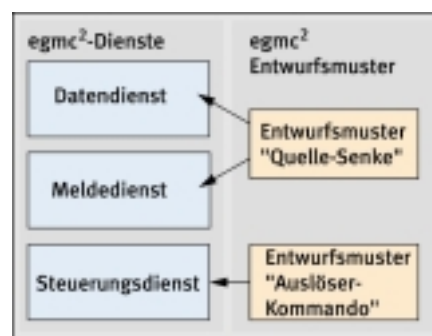 egmc²-Dienste
Datendienst
Meldedienst
Steuerungsdienst
egmc²
Entwurfsmuster
Entwurfsmuster
"Quelle-Senke"
Entwurfsmuster
"Auslöser-
Kommando"